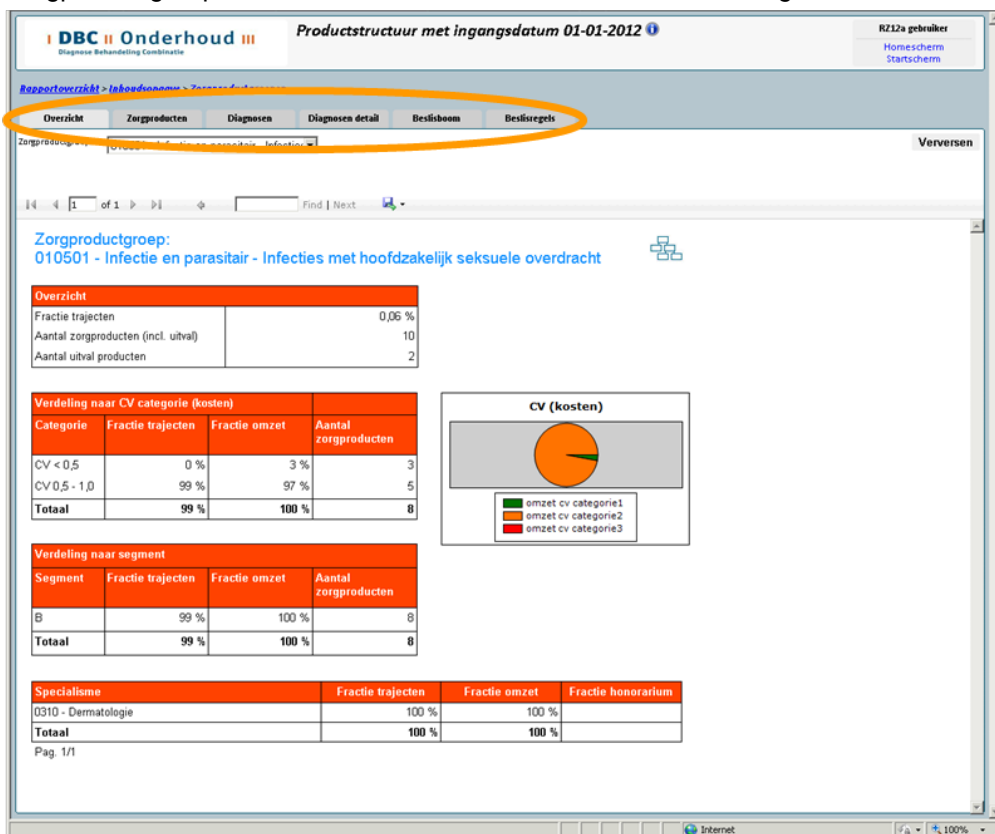 Productstructuur met ingangsdatum 01-01-2012
RZ12a gebruiker
DBC II Onderhoud III
Diagnose Behandeling Combinatie
Homescherm
Startscherm
Rapportoverzicht > Inhoudsopgave >
Overzicht Zorgproducten Diagnosen Diagnosen detail Beslisboom Beslisregels
Verversen
1 of 1 Find | Next
Zorgproductgroep:
010501 - Infectie en parasitair - Infecties met hoofdzakelijk seksuele overdracht
Overzicht
Fractie trajecten 0,06 %
Aantal zorgproducten (incl. uitval) 10
Aantal uitval producten 2
Verdeling naar CV categorie (kosten)
Categorie Fractie trajecten Fractie omzet Aantal zorgproducten
CV < 0,5 0 % 3 % 3
CV 0,5 - 1,0 99 % 97 % 5
Totaal 99 % 100 % 8
CV (kosten)
omzet cv categorie1
omzet cv categorie2
omzet cv categorie3
Verdeling naar segment
Segment Fractie trajecten Fractie omzet Aantal zorgproducten
B 99 % 100 % 8
Totaal 99 % 100 % 8
Specialisme Fractie trajecten Fractie omzet Fractie honorarium
0310 - Dermatologie 100 % 100 %
Totaal 100 % 100 %
Pag. 1/1
Internet 100%